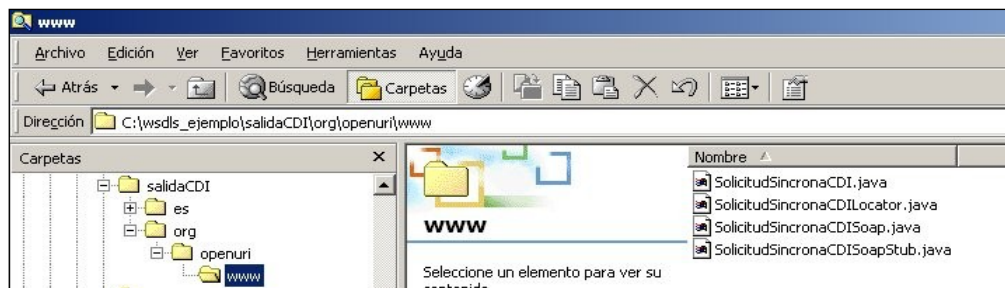 www
Archivo Edición Ver Favoritos Herramientas Ayuda
Atrás Búsqueda Carpetas
Dirección C:\wsdls_ejemplo\salidaCDI\org\openuri\www
Carpetas
salidaCDI
es
org
openuri
www
www
Seleccione un elemento para ver su
contenido
Nombre
SolicitudSincronaCDI.java
SolicitudSincronaCDILocator.java
SolicitudSincronaCDISoap.java
SolicitudSincronaCDISoapStub.java